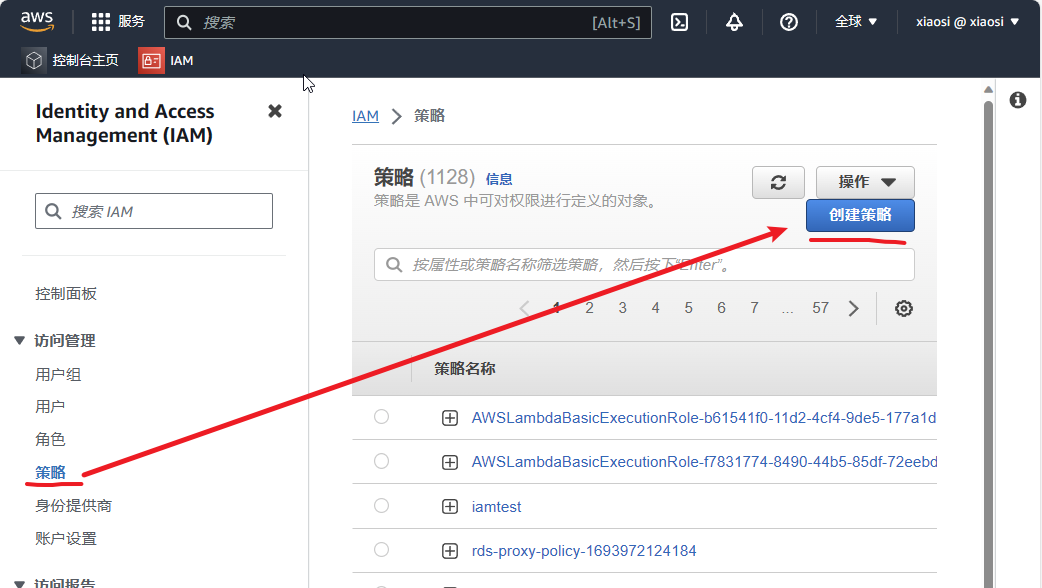 aws
服务
搜索
[Alt+S]
全球
xiaosi @ xiaosi
控制台主页
IAM
Identity and Access
Management (IAM)
搜索 IAM
控制面板
访问管理
用户组
用户
角色
策略
身份提供商
账户设置
访问报告
IAM > 策略
策略 (1128) 信息
策略是 AWS 中可对权限进行定义的对象。
操作
创建策略
按属性或策略名称筛选策略，然后按下“Enter”。
1 2 3 4 5 6 7 ... 57
策略名称
AWSLambdaBasicExecutionRole-b61541f0-11d2-4cf4-9de5-177a1d
AWSLambdaBasicExecutionRole-f7831774-8490-44b5-85df-72eebd
iamtest
rds-proxy-policy-1693972124184